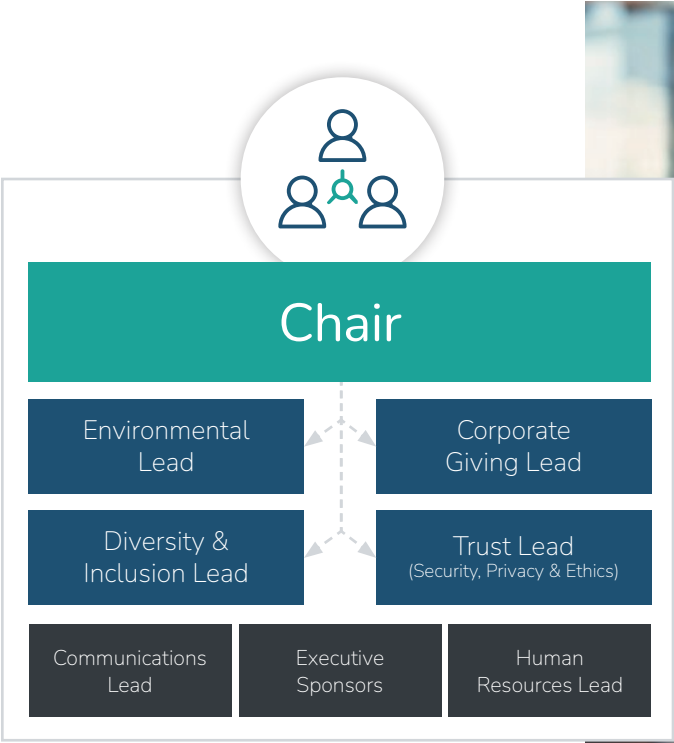 Chair
Environmental
Lead
Corporate
Giving Lead
Diversity &
Inclusion Lead
Trust Lead
(Security, Privacy & Ethics)
Communications
Lead
Executive
Sponsors
Human
Resources Lead